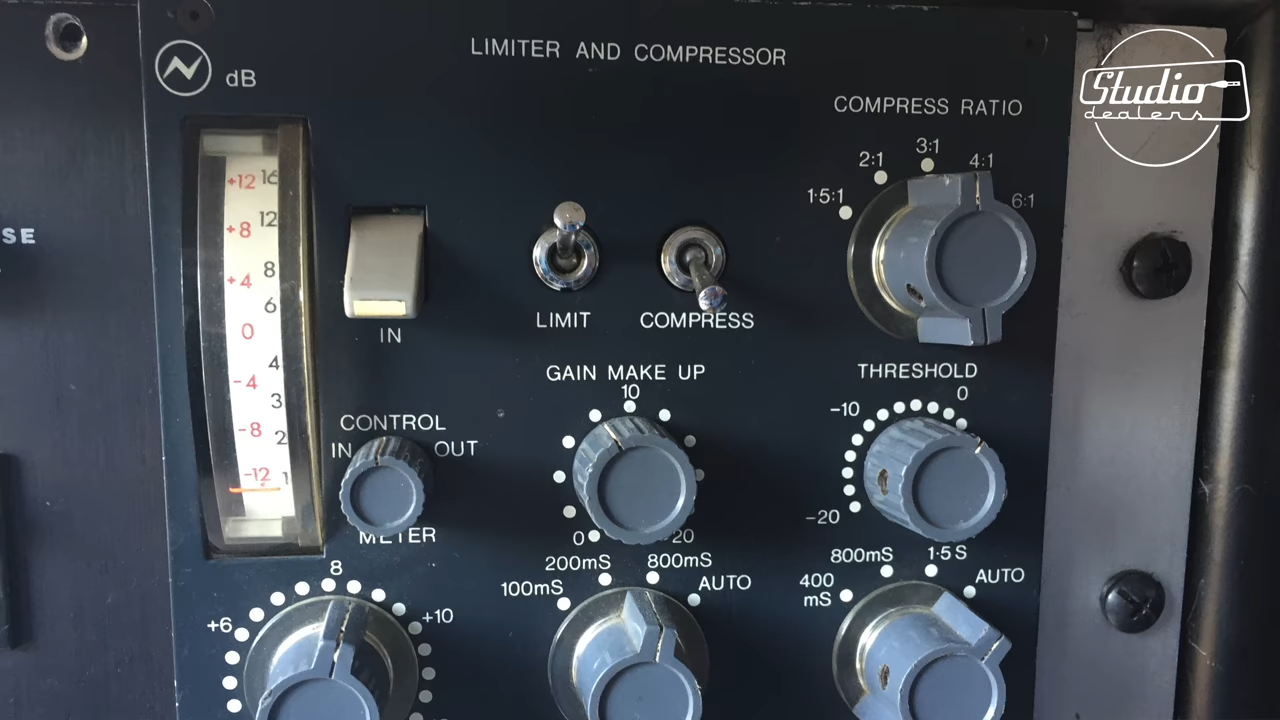 LIMITER AND COMPRESSOR
dB
Studio
dealers
COMPRESS RATIO
1·5:1
2:1
3:1
4:1
6:1
+12 16
+8 12
+4 8
6
0
4
-4
3
-8 2
-12 1
SE
IN
LIMIT
COMPRESS
GAIN MAKE UP
10
0
20
THRESHOLD
-10
0
-20
CONTROL
IN
OUT
METER
8
+6
+10
100mS
200mS
800mS
AUTO
400
mS
800mS
1·5 S
AUTO